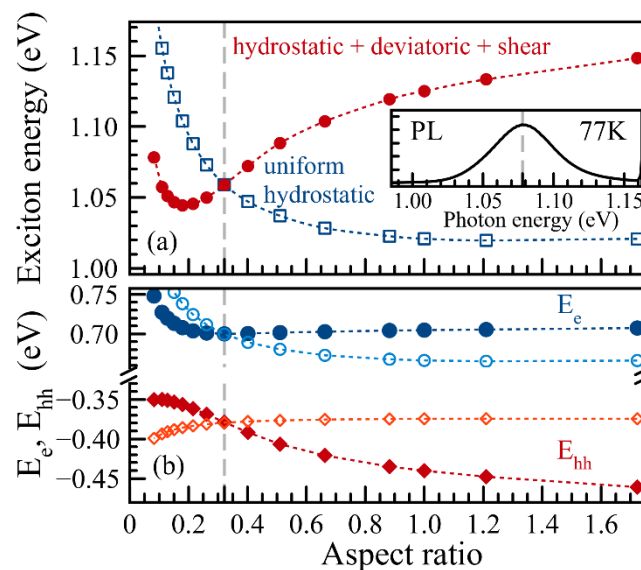 Exciton energy (eV)
1.15
1.10
1.05
1.00
hydrostatic + deviatoric + shear
uniform
hydrostatic
(a)
PL 77K
1.00 1.05 1.10 1.15
Photon energy (eV)
E_e, E_hh (eV)
0.75
0.70
−0.35
−0.40
−0.45
E_e
E_hh
(b)
0 0.2 0.4 0.6 0.8 1.0 1.2 1.4 1.6
Aspect ratio